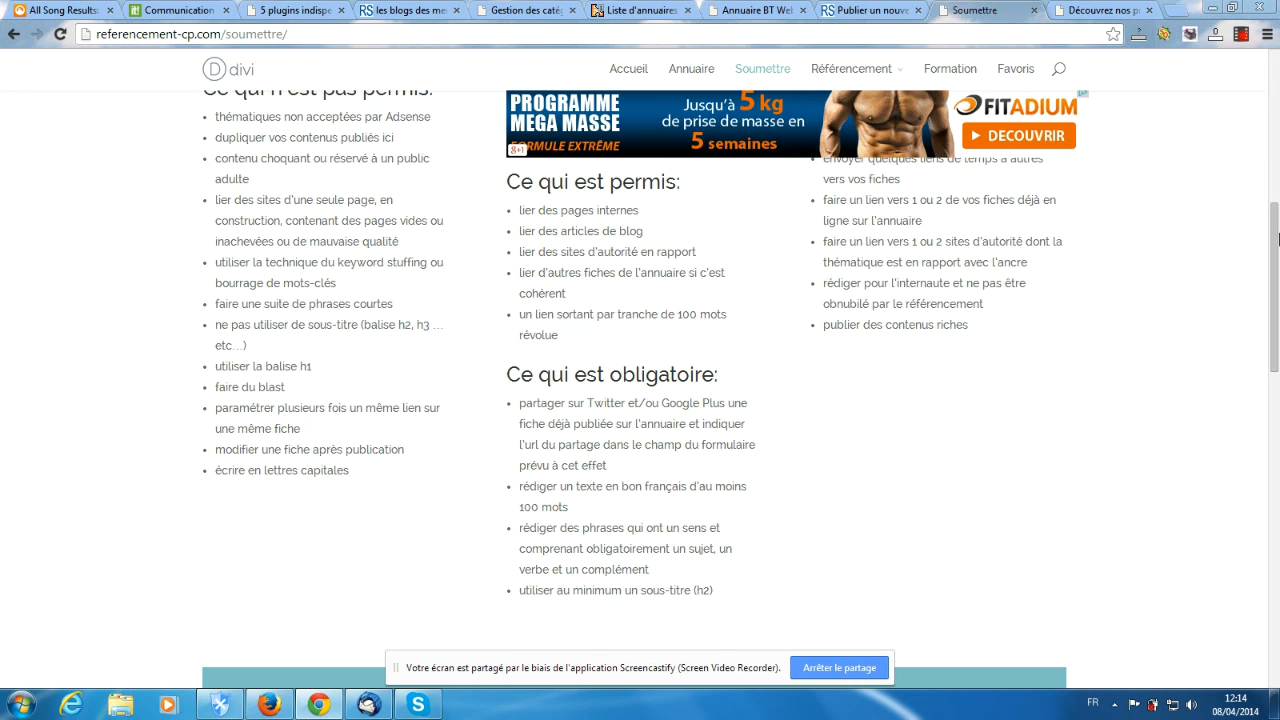 All Song Results:
Communication
5 plugins indispe
les blogs des me
Gestion des caté
Liste d'annuaires
Annuaire BT Web
Publier un nouve
Soumettre
Découvrez nos p
referencement-cp.com/soumettre/
D divi
Accueil
Annuaire
Soumettre
Référencement
Formation
Favoris
Ce qui n'est pas permis:
thématiques non acceptées par Adsense
dupliquer vos contenus publiés ici
contenu choquant ou réservé à un public
adulte
lier des sites d'une seule page, en
construction, contenant des pages vides ou
inachevées ou de mauvaise qualité
utiliser la technique du keyword stuffing ou
bourrage de mots-clés
faire une suite de phrases courtes
ne pas utiliser de sous-titre (balise h2, h3 …
etc…)
utiliser la balise h1
faire du blast
paramétrer plusieurs fois un même lien sur
une même fiche
modifier une fiche après publication
écrire en lettres capitales
PROGRAMME
MEGA MASSE
FORMULE EXTRÊME
Jusqu'à 5 kg
de prise de masse en
5 semaines
FITADIUM
DECOUVRIR
Ce qui est permis:
lier des pages internes
lier des articles de blog
lier des sites d'autorité en rapport
lier d'autres fiches de l'annuaire si c'est
cohérent
un lien sortant par tranche de 100 mots
révolue
Ce qui est obligatoire:
partager sur Twitter et/ou Google Plus une
fiche déjà publiée sur l'annuaire et indiquer
l'url du partage dans le champ du formulaire
prévu à cet effet
rédiger un texte en bon français d'au moins
100 mots
rédiger des phrases qui ont un sens et
comprenant obligatoirement un sujet, un
verbe et un complément
utiliser au minimum un sous-titre (h2)
envoyer quelques liens de temps à autres
vers vos fiches
faire un lien vers 1 ou 2 de vos fiches déjà en
ligne sur l'annuaire
faire un lien vers 1 ou 2 sites d'autorité dont la
thématique est en rapport avec l'ancre
rédiger pour l'internaute et ne pas être
obnubilé par le référencement
publier des contenus riches
Votre écran est partagé par le biais de l'application Screencastify (Screen Video Recorder).
Arrêter le partage
FR
12:14
08/04/2014